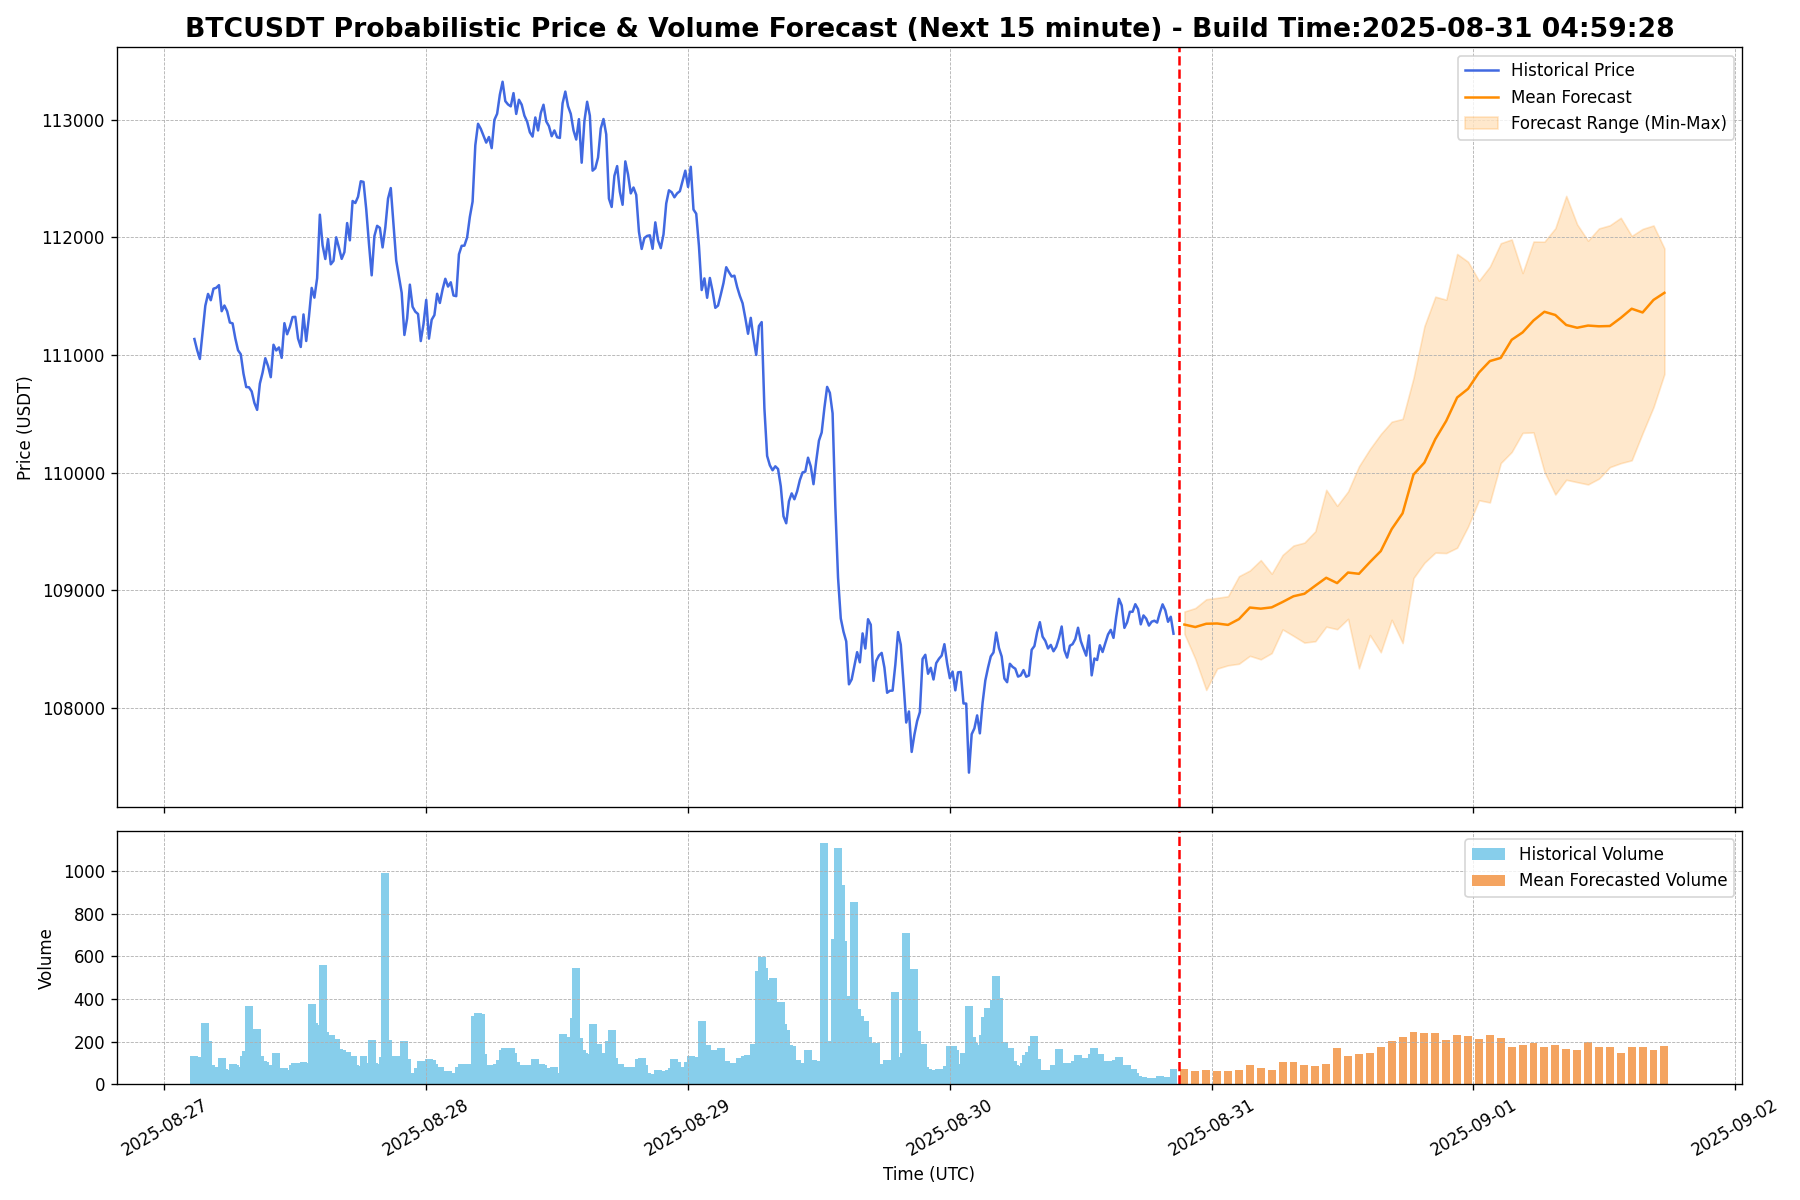 BTCUSDT Probabilistic Price & Volume Forecast (Next 15 minute) - Build Time:2025-08-31 04:59:28
Historical Price
Mean Forecast
Forecast Range (Min-Max)
113000
112000
111000
110000
109000
108000
Price (USDT)
Historical Volume
Mean Forecasted Volume
1000
800
600
400
200
0
Volume
2025-08-27
2025-08-28
2025-08-29
2025-08-30
2025-08-31
2025-09-01
2025-09-02
Time (UTC)